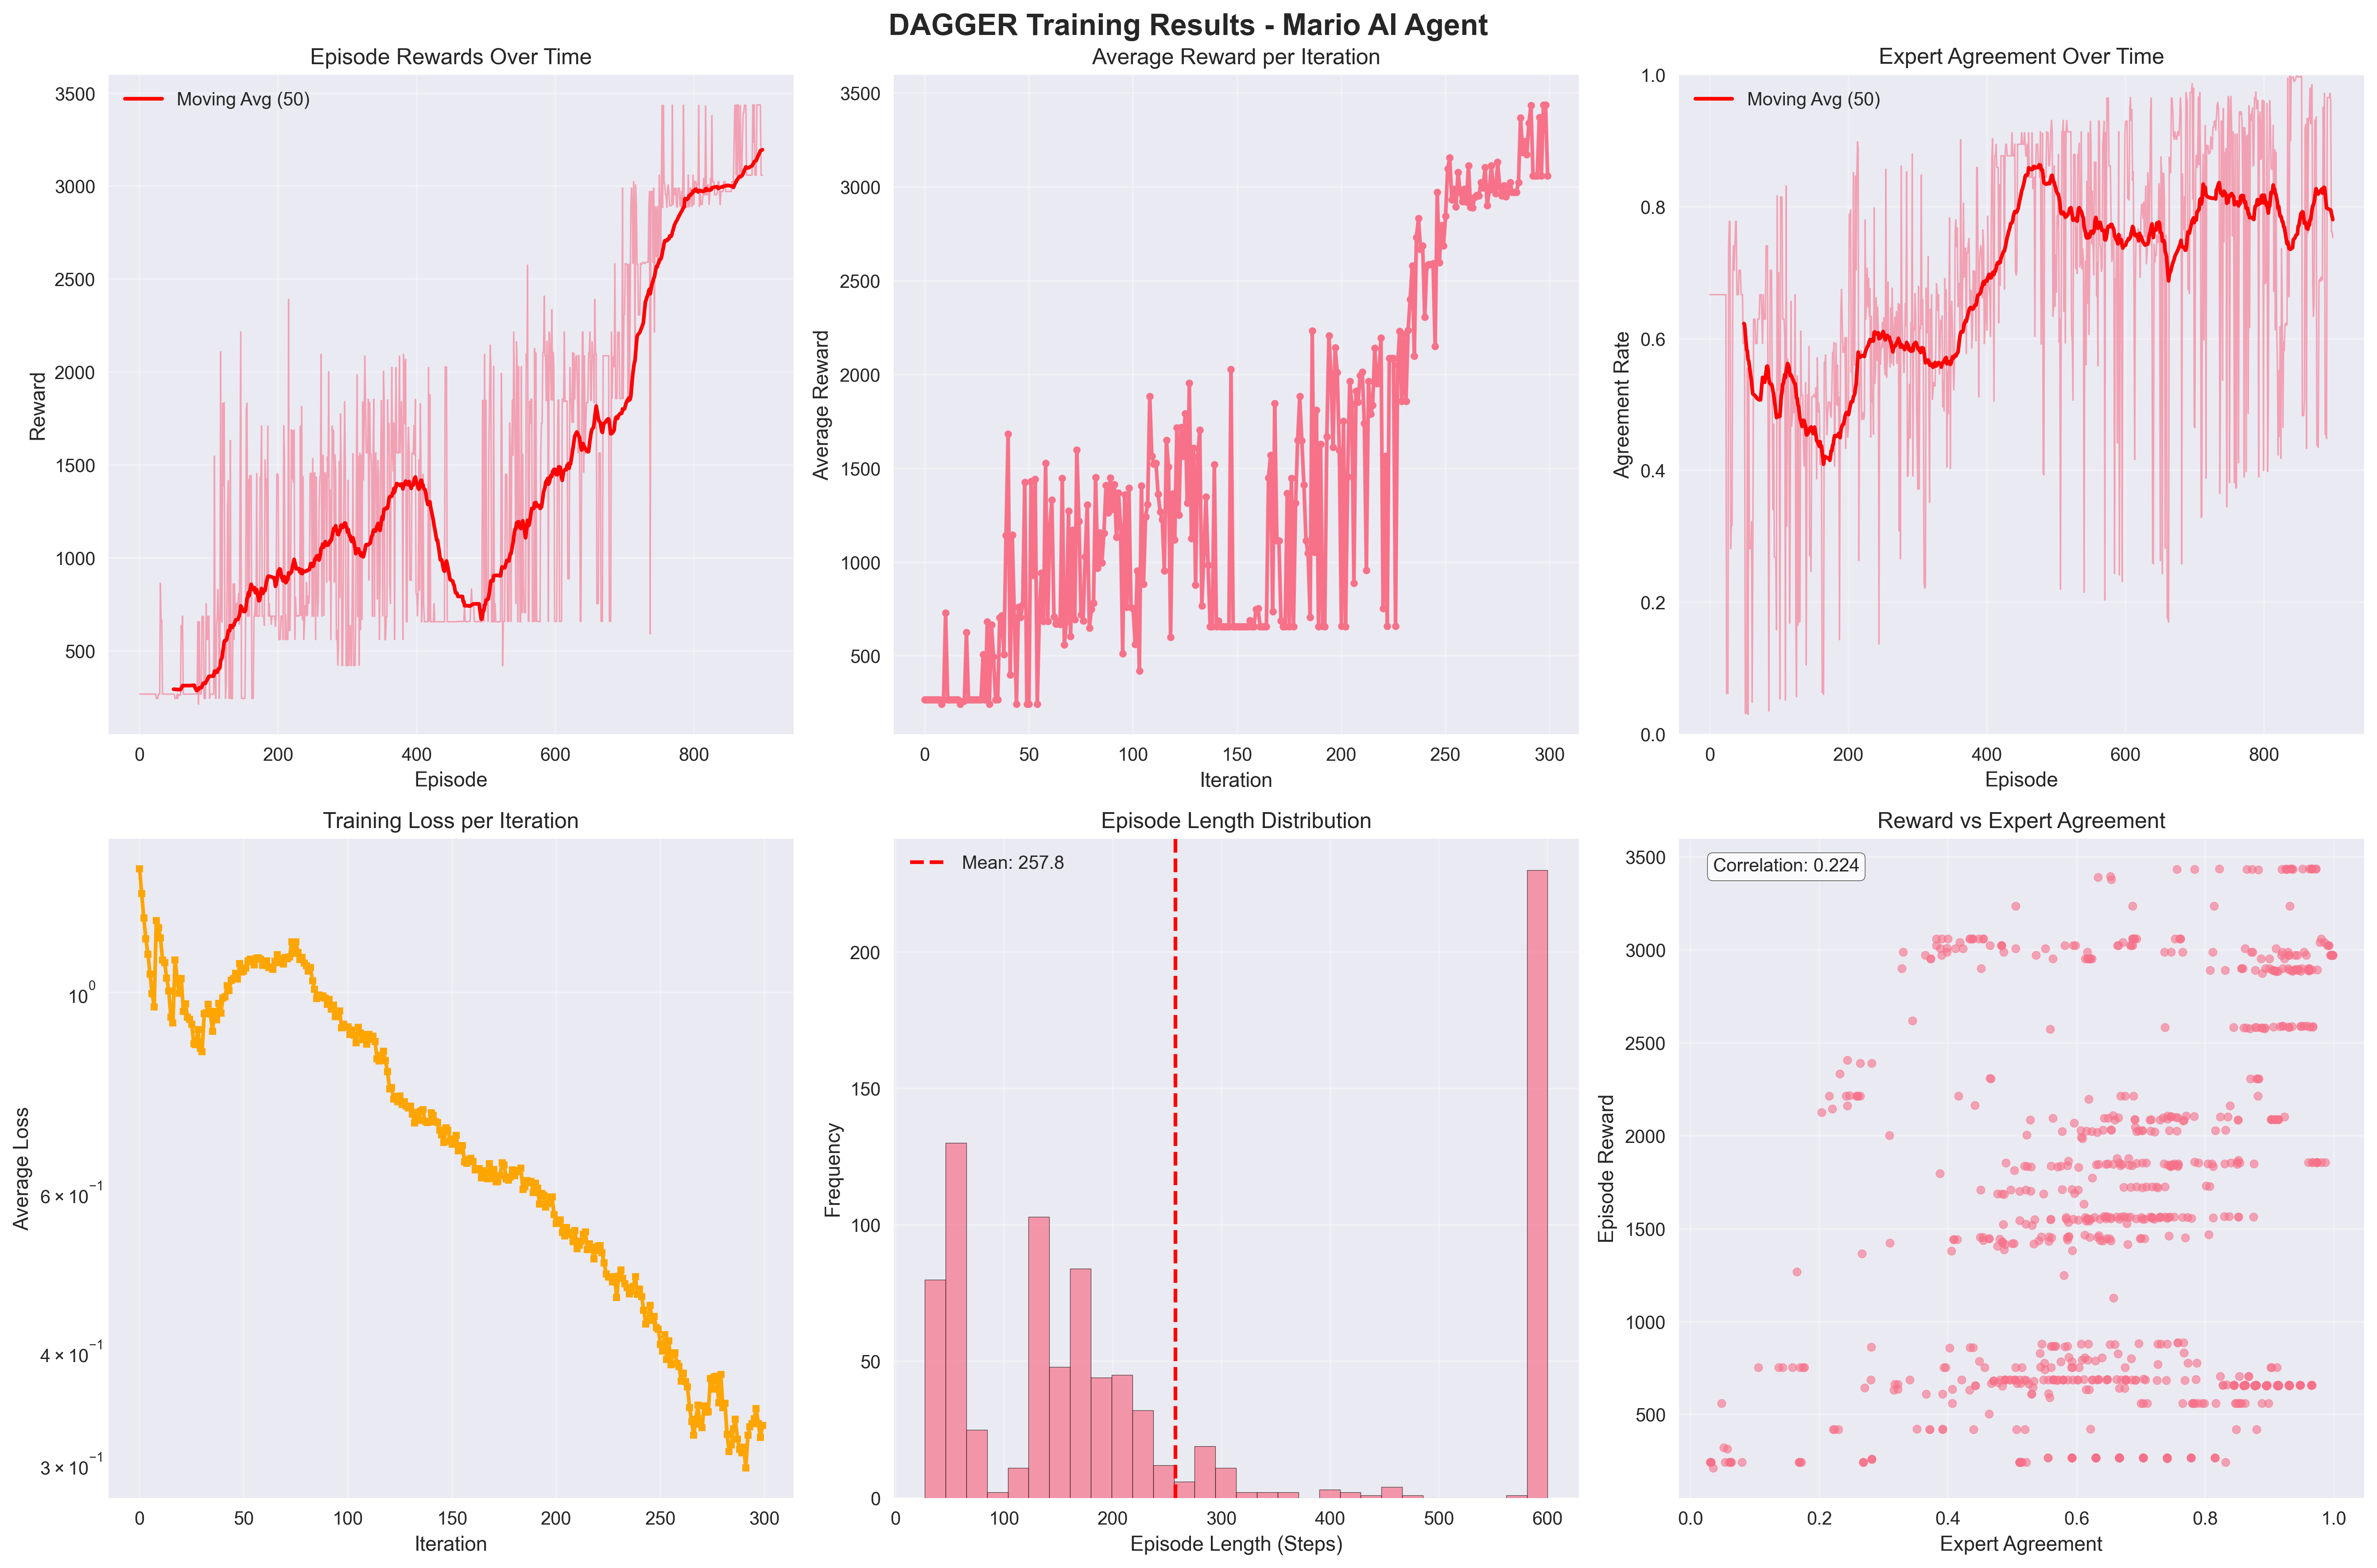 DAGGER Training Results - Mario AI Agent
Episode Rewards Over Time
Moving Avg (50)
Reward
3500
3000
2500
2000
1500
1000
500
0 200 400 600 800
Episode
Average Reward per Iteration
Average Reward
3500
3000
2500
2000
1500
1000
500
0 50 100 150 200 250 300
Iteration
Expert Agreement Over Time
Moving Avg (50)
Agreement Rate
1.0
0.8
0.6
0.4
0.2
0.0
0 200 400 600 800
Episode
Training Loss per Iteration
Average Loss
10⁰
6 × 10⁻¹
4 × 10⁻¹
3 × 10⁻¹
0 50 100 150 200 250 300
Iteration
Episode Length Distribution
Mean: 257.8
Frequency
200
150
100
50
0
0 100 200 300 400 500 600
Episode Length (Steps)
Reward vs Expert Agreement
Correlation: 0.224
Episode Reward
3500
3000
2500
2000
1500
1000
500
0.0 0.2 0.4 0.6 0.8 1.0
Expert Agreement